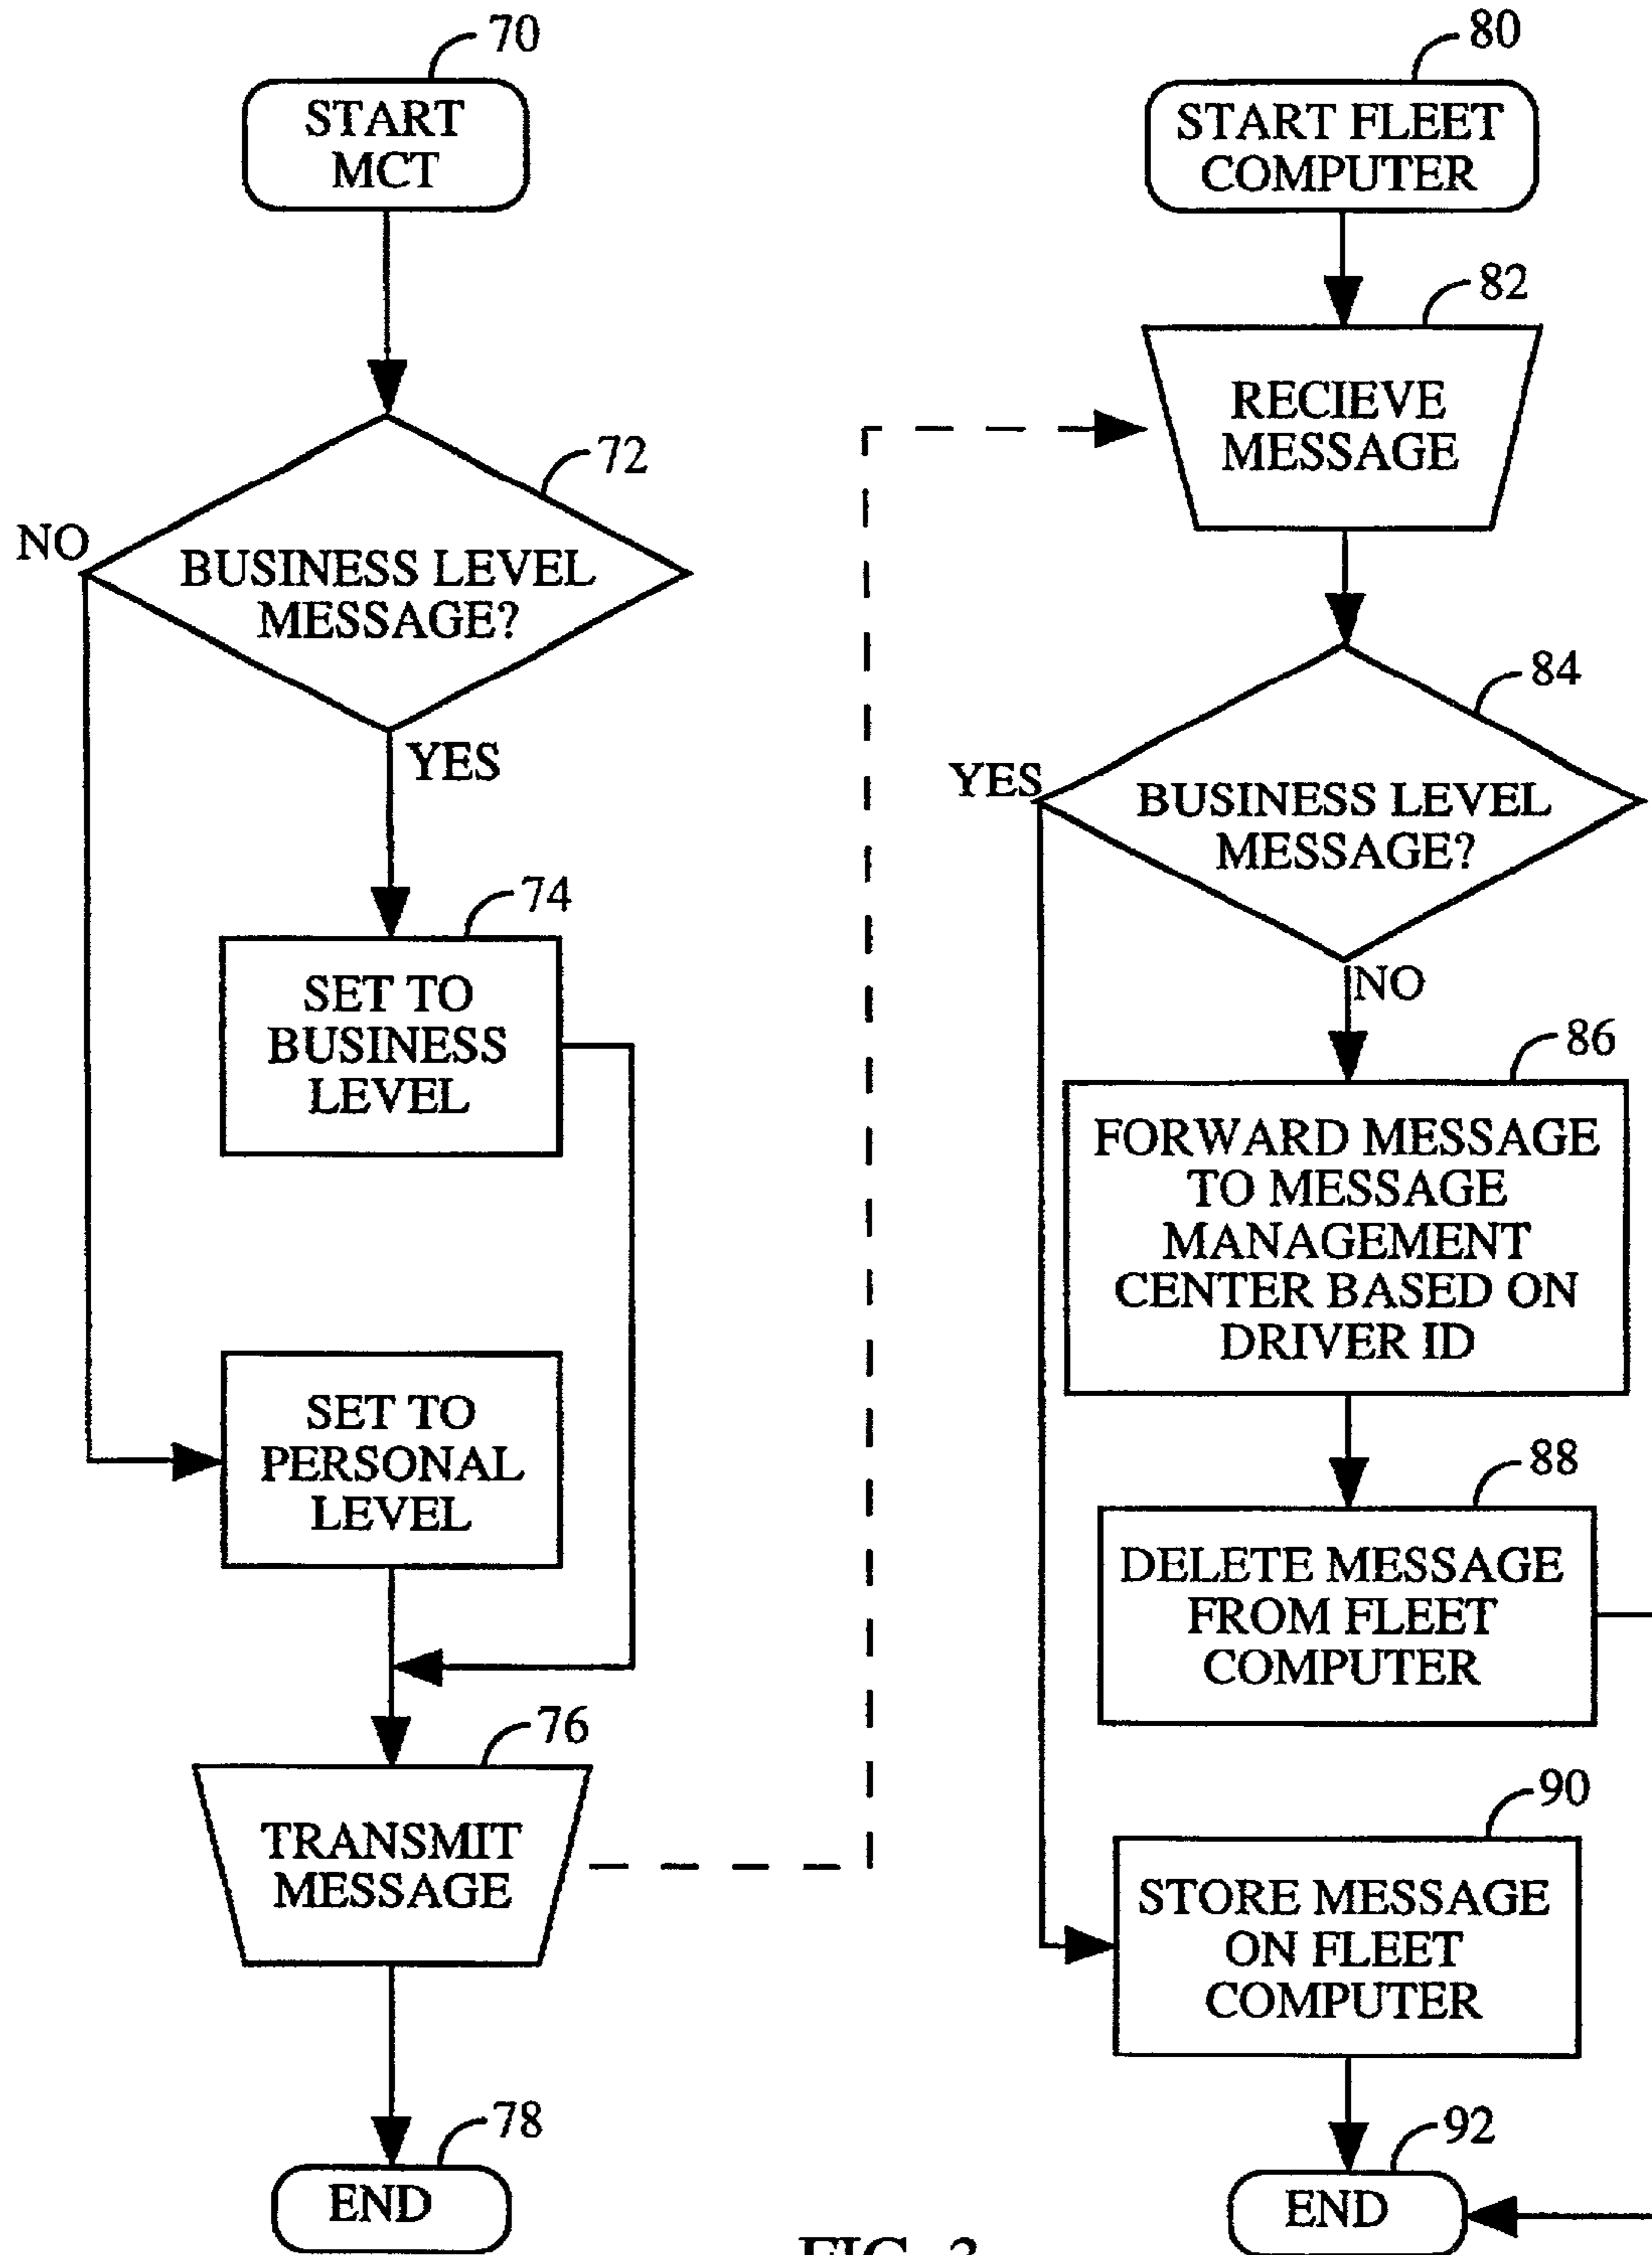 70
START
MCT
72
NO
BUSINESS LEVEL
MESSAGE?
YES
74
SET TO
BUSINESS
LEVEL
SET TO
PERSONAL
LEVEL
76
TRANSMIT
MESSAGE
78
END
80
START FLEET
COMPUTER
82
RECIEVE
MESSAGE
84
YES
BUSINESS LEVEL
MESSAGE?
NO
86
FORWARD MESSAGE
TO MESSAGE
MANAGEMENT
CENTER BASED ON
DRIVER ID
88
DELETE MESSAGE
FROM FLEET
COMPUTER
90
STORE MESSAGE
ON FLEET
COMPUTER
92
END
FIG. 3